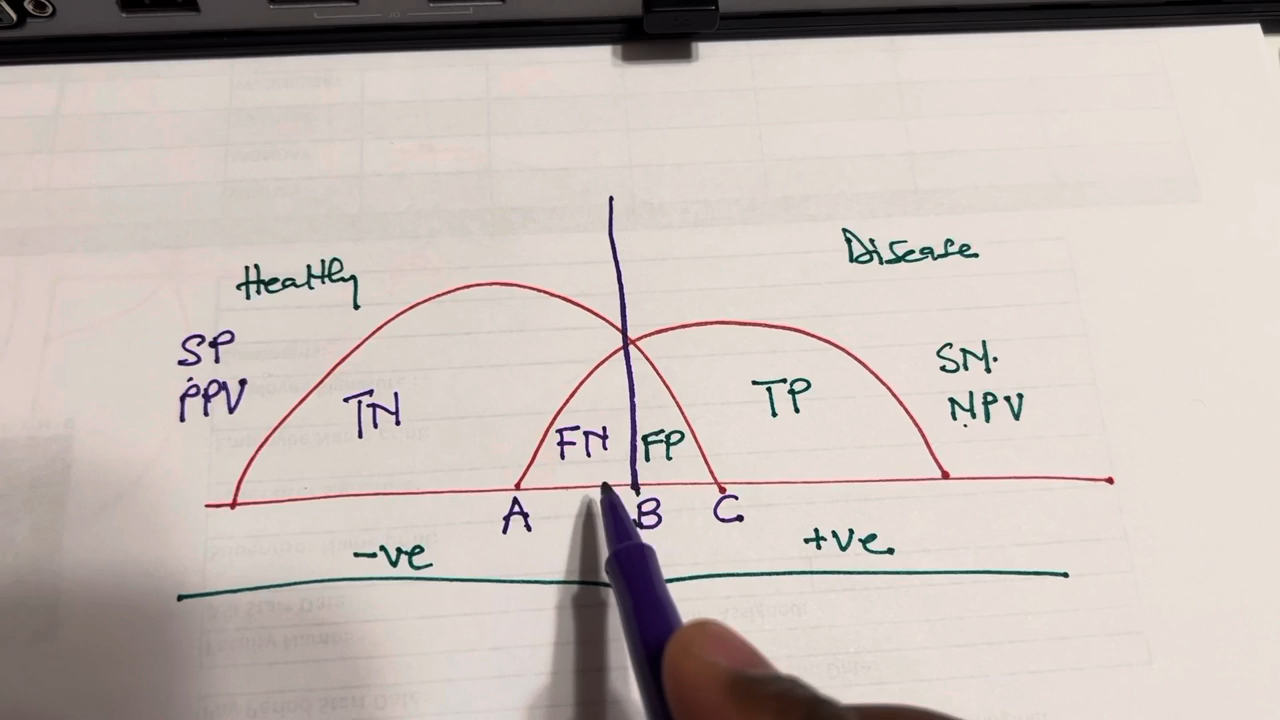 Healthy
Disease
SP
PPV
TN
FN
FP
TP
SN.
NPV
A
B
C
-ve
+ve